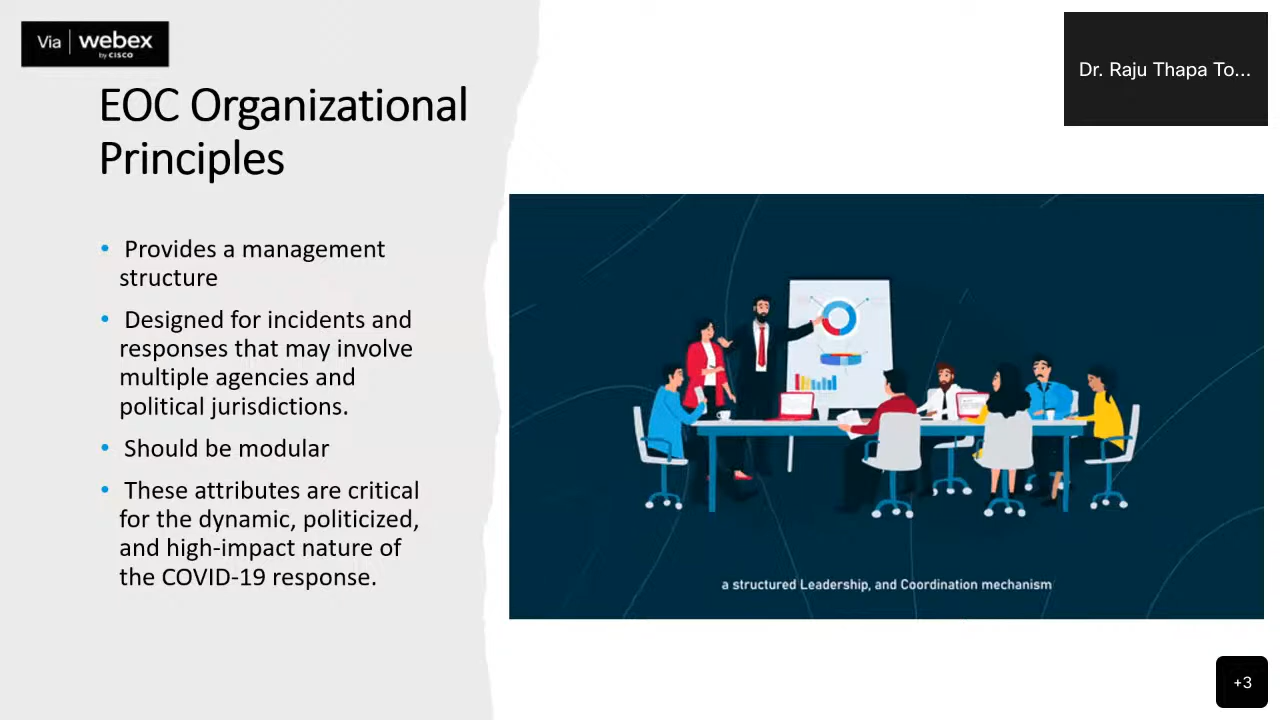 Via webex
by CISCO
Dr. Raju Thapa To...
EOC Organizational
Principles
• Provides a management
structure
• Designed for incidents and
responses that may involve
multiple agencies and
political jurisdictions.
• Should be modular
• These attributes are critical
for the dynamic, politicized,
and high-impact nature of
the COVID-19 response.
a structured Leadership, and Coordination mechanism
+3